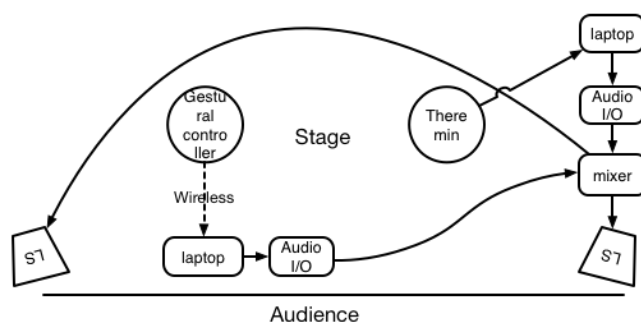 laptop
Gestu
ral contro
ller
There
min
Audio
I/O
Stage
mixer
Wireless
LS
laptop
Audio
I/O
LS
Audience